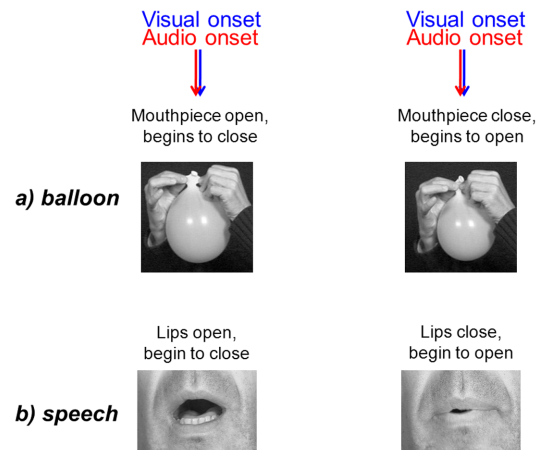 Visual onset
Audio onset
Visual onset
Audio onset
Mouthpiece open,
begins to close
Mouthpiece close,
begins to open
a) balloon
Lips open,
begin to close
Lips close,
begin to open
b) speech